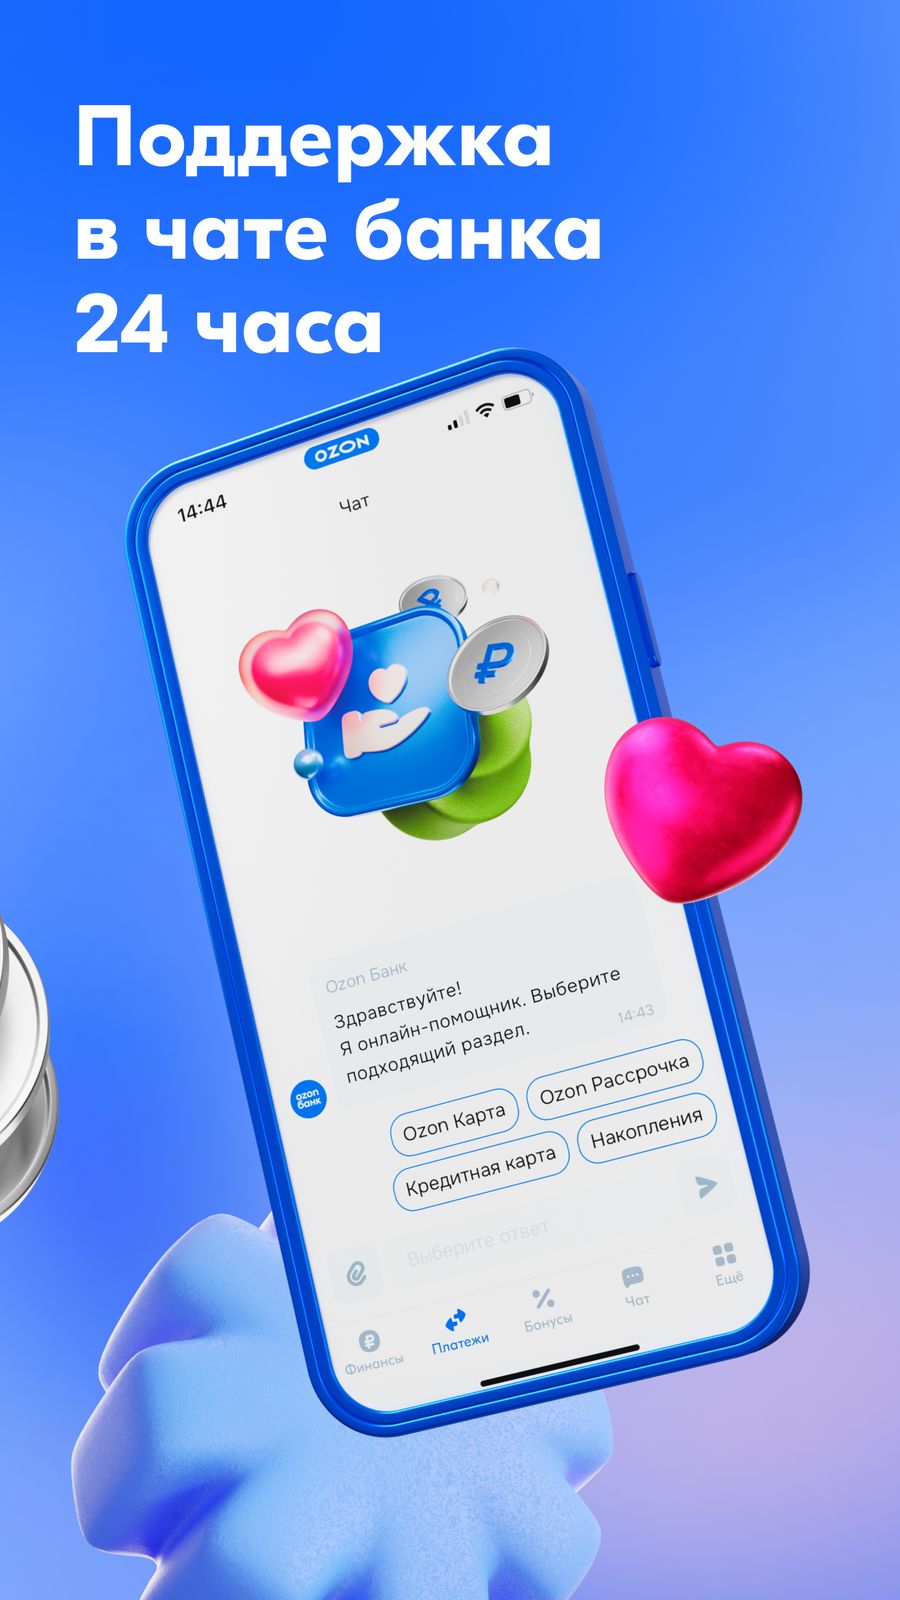 Поддержка
в чате банка
24 часа
OZON
14:44
Чат
₽
₽
Ozon Банк
Здравствуйте!
Я онлайн-помощник. Выберите
подходящий раздел.
14:43
ozon
банк
Ozon Карта
Ozon Рассрочка
Кредитная карта
Накопления
Выберите ответ
Финансы
Платежи
Бонусы
Чат
Ещё